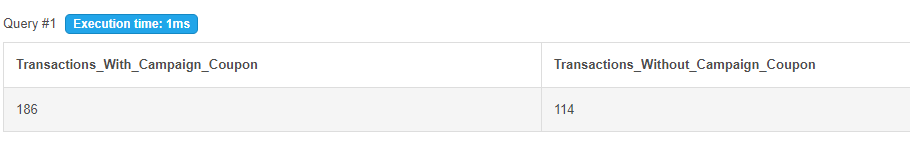 Query #1 Execution time: 1ms
Transactions_With_Campaign_Coupon Transactions_Without_Campaign_Coupon
186 114